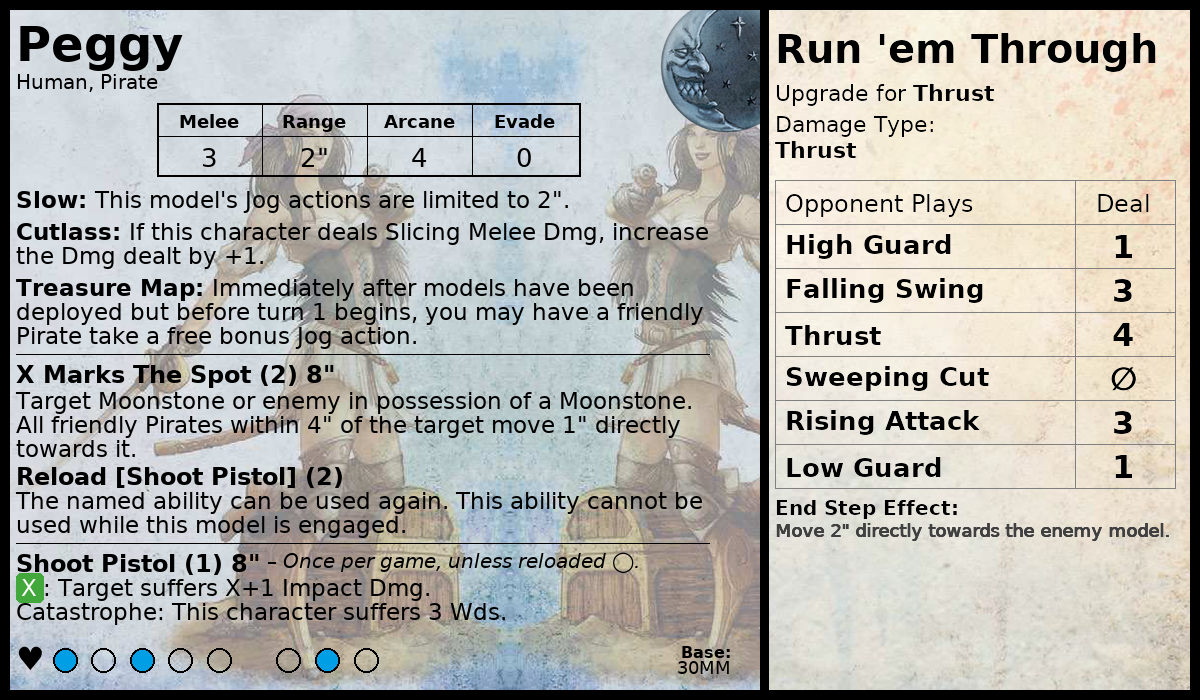 Peggy
Human, Pirate
Melee Range Arcane Evade
3 2" 4 0
Slow: This model's Jog actions are limited to 2".
Cutlass: If this character deals Slicing Melee Dmg, increase
the Dmg dealt by +1.
Treasure Map: Immediately after models have been
deployed but before turn 1 begins, you may have a friendly
Pirate take a free bonus Jog action.
X Marks The Spot (2) 8"
Target Moonstone or enemy in possession of a Moonstone.
All friendly Pirates within 4" of the target move 1" directly
towards it.
Reload [Shoot Pistol] (2)
The named ability can be used again. This ability cannot be
used while this model is engaged.
Shoot Pistol (1) 8" – Once per game, unless reloaded ◯.
X: Target suffers X+1 Impact Dmg.
Catastrophe: This character suffers 3 Wds.
Base:
30MM
Run 'em Through
Upgrade for Thrust
Damage Type:
Thrust
Opponent Plays Deal
High Guard 1
Falling Swing 3
Thrust 4
Sweeping Cut ∅
Rising Attack 3
Low Guard 1
End Step Effect:
Move 2" directly towards the enemy model.